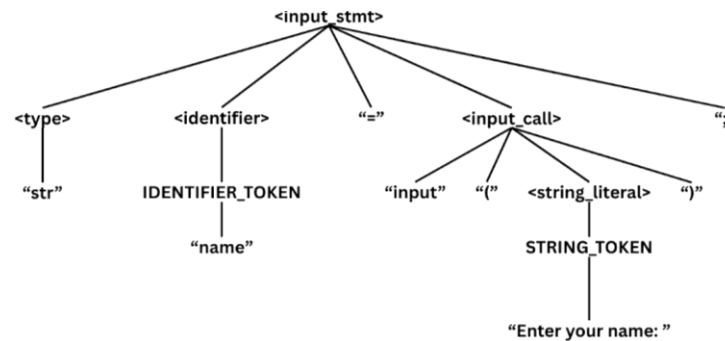 <input_stmt>
<type> <identifier> “=” <input_call> “;
“str” IDENTIFIER_TOKEN “input” “(” <string_literal> “)”
“name” STRING_TOKEN
“Enter your name: ”